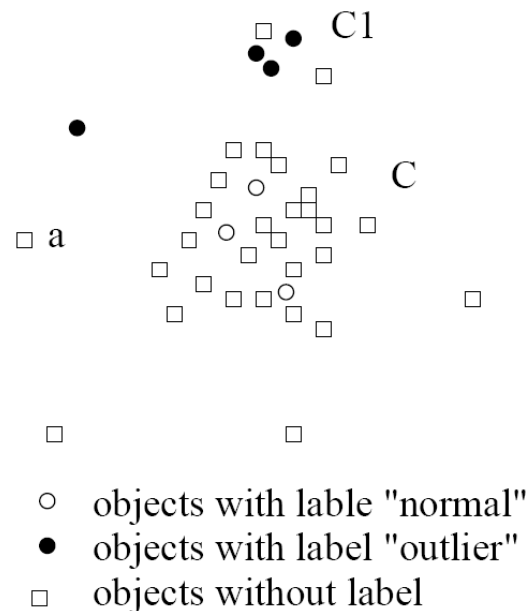 C1
C
a
objects with lable "normal"
objects with label "outlier"
objects without label